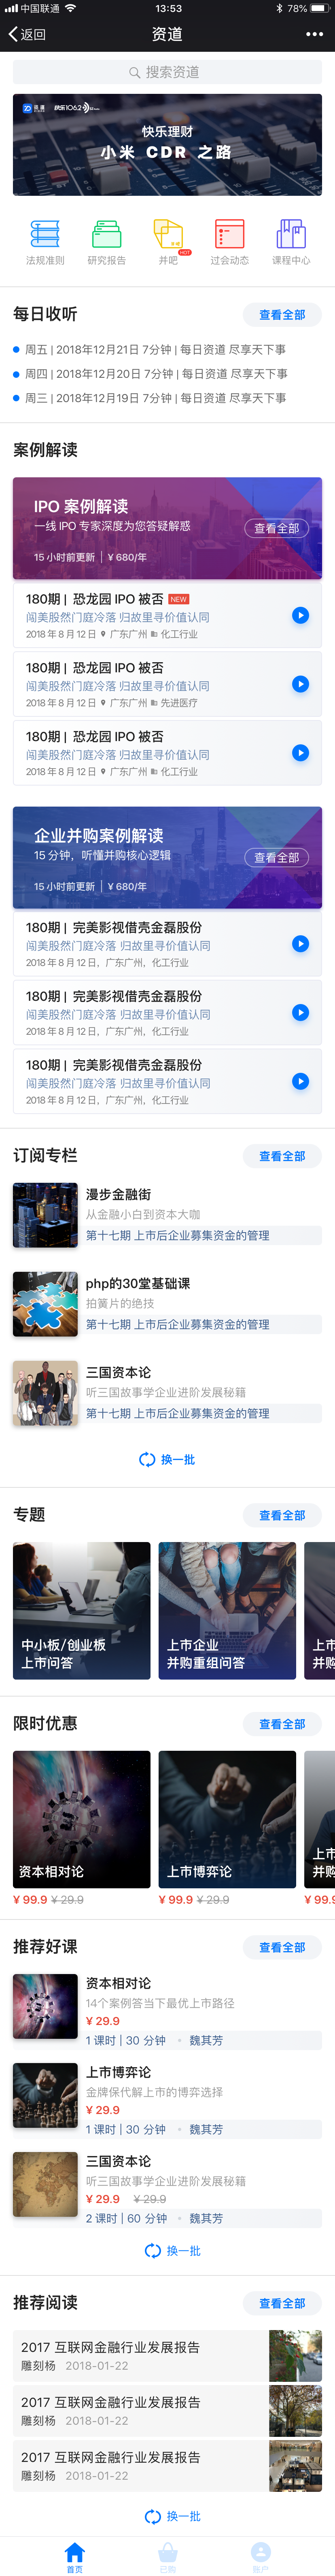 中国联通 13:53 78%
返回 资道
搜索资道
资道 快乐106.2
快乐理财
小米 CDR 之路
法规准则 研究报告 并吧 过会动态 课程中心
HOT
每日收听 查看全部
周五 | 2018年12月21日 7分钟 | 每日资道 尽享天下事
周四 | 2018年12月20日 7分钟 | 每日资道 尽享天下事
周三 | 2018年12月19日 7分钟 | 每日资道 尽享天下事
案例解读
IPO 案例解读
一线 IPO 专家深度为您答疑解惑 查看全部
15 小时前更新 | ¥ 680/年
180期 | 恐龙园 IPO 被否 NEW
闯美股然门庭冷落 归故里寻价值认同
2018 年 8 月 12 日 广东广州 化工行业
180期 | 恐龙园 IPO 被否
闯美股然门庭冷落 归故里寻价值认同
2018 年 8 月 12 日 广东广州 先进医疗
180期 | 恐龙园 IPO 被否
闯美股然门庭冷落 归故里寻价值认同
2018 年 8 月 12 日 广东广州 化工行业
企业并购案例解读
15 分钟，听懂并购核心逻辑 查看全部
15 小时前更新 | ¥ 680/年
180期 | 完美影视借壳金磊股份
闯美股然门庭冷落 归故里寻价值认同
2018 年 8 月 12 日，广东广州，化工行业
180期 | 完美影视借壳金磊股份
闯美股然门庭冷落 归故里寻价值认同
2018 年 8 月 12 日，广东广州，化工行业
180期 | 完美影视借壳金磊股份
闯美股然门庭冷落 归故里寻价值认同
2018 年 8 月 12 日，广东广州，化工行业
订阅专栏 查看全部
漫步金融街
从金融小白到资本大咖
第十七期 上市后企业募集资金的管理
php的30堂基础课
拍簧片的绝技
第十七期 上市后企业募集资金的管理
三国资本论
听三国故事学企业进阶发展秘籍
第十七期 上市后企业募集资金的管理
换一批
专题 查看全部
中小板/创业板 上市企业 上市
上市问答 并购重组问答 并购
限时优惠 查看全部
上市
资本相对论 上市博弈论 并购
¥ 99.9 ¥ 29.9 ¥ 99.9 ¥ 29.9 ¥ 99.9
推荐好课 查看全部
资本相对论
14个案例答当下最优上市路径
¥ 29.9
1 课时 | 30 分钟 魏其芳
上市博弈论
金牌保代解上市的博弈选择
¥ 29.9
1 课时 | 30 分钟 魏其芳
三国资本论
听三国故事学企业进阶发展秘籍
¥ 29.9 ¥ 29.9
2 课时 | 60 分钟 魏其芳
换一批
推荐阅读 查看全部
2017 互联网金融行业发展报告
雕刻杨 2018-01-22
2017 互联网金融行业发展报告
雕刻杨 2018-01-22
2017 互联网金融行业发展报告
雕刻杨 2018-01-22
换一批
首页 已购 账户